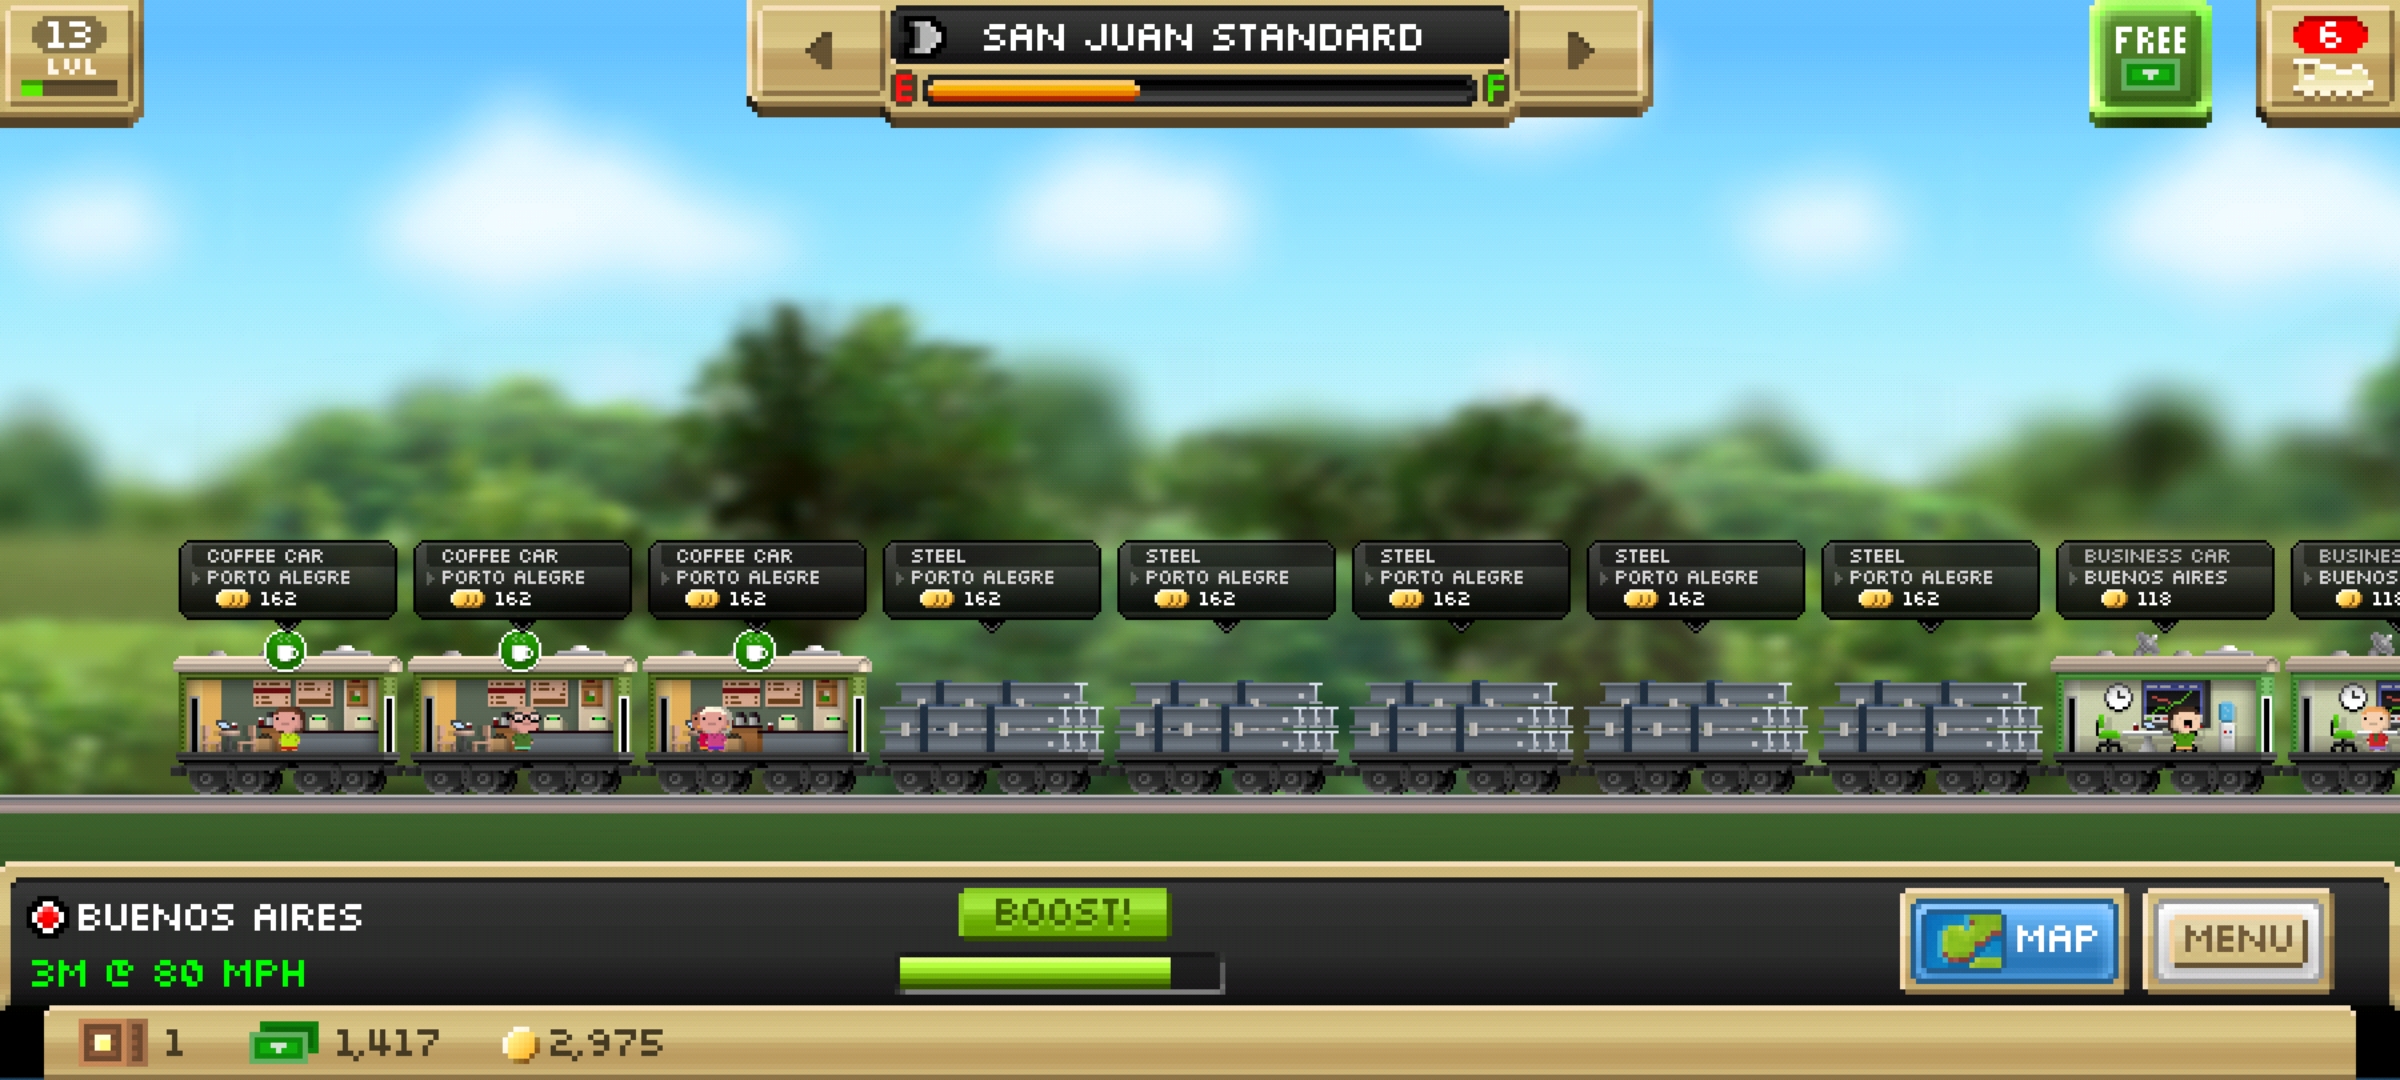 13
LVL
SAN JUAN STANDARD
E
F
FREE
6
COFFEE CAR
PORTO ALEGRE
162
COFFEE CAR
PORTO ALEGRE
162
COFFEE CAR
PORTO ALEGRE
162
STEEL
PORTO ALEGRE
162
STEEL
PORTO ALEGRE
162
STEEL
PORTO ALEGRE
162
STEEL
PORTO ALEGRE
162
STEEL
PORTO ALEGRE
162
BUSINESS CAR
BUENOS AIRES
118
BUSINES
BUENOS
118
BUENOS AIRES
3M @ 80 MPH
BOOST!
MAP
MENU
1
1,417
2,975